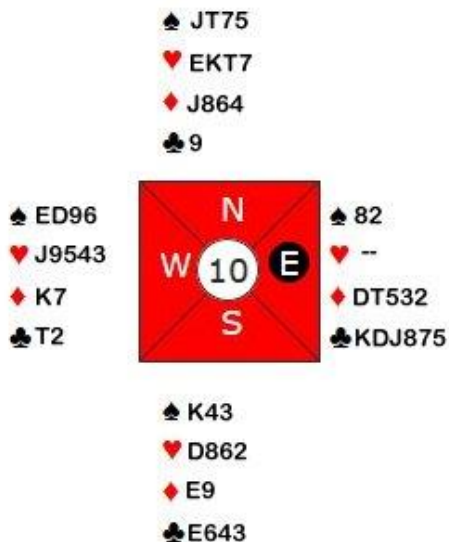 ♠ JT75
♥ EKT7
♦ J864
♣ 9
N
♠ ED96
♥ J9543
♦ K7
♣ T2
W 10 E
♠ 82
♥ --
♦ DT532
♣ KDJ875
S
♠ K43
♥ D862
♦ E9
♣ E643